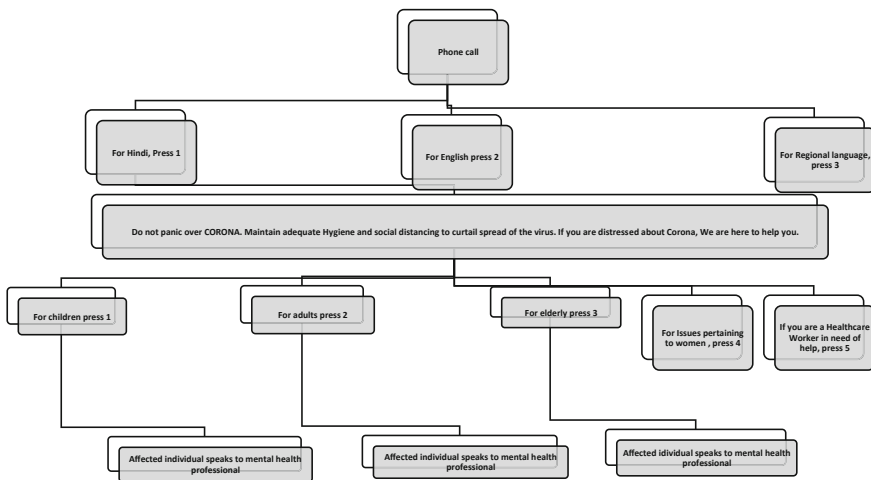 Phone call
For Hindi, Press 1
For English press 2
For Regional language,
press 3
Do not panic over CORONA. Maintain adequate Hygiene and social distancing to curtail spread of the virus. If you are distressed about Corona, We are here to help you.
For children press 1
For adults press 2
For elderly press 3
For Issues pertaining
to women , press 4
If you are a Healthcare
Worker in need of
help, press 5
Affected individual speaks to mental health
professional
Affected individual speaks to mental health
professional
Affected idividual speaks to mental health
professional